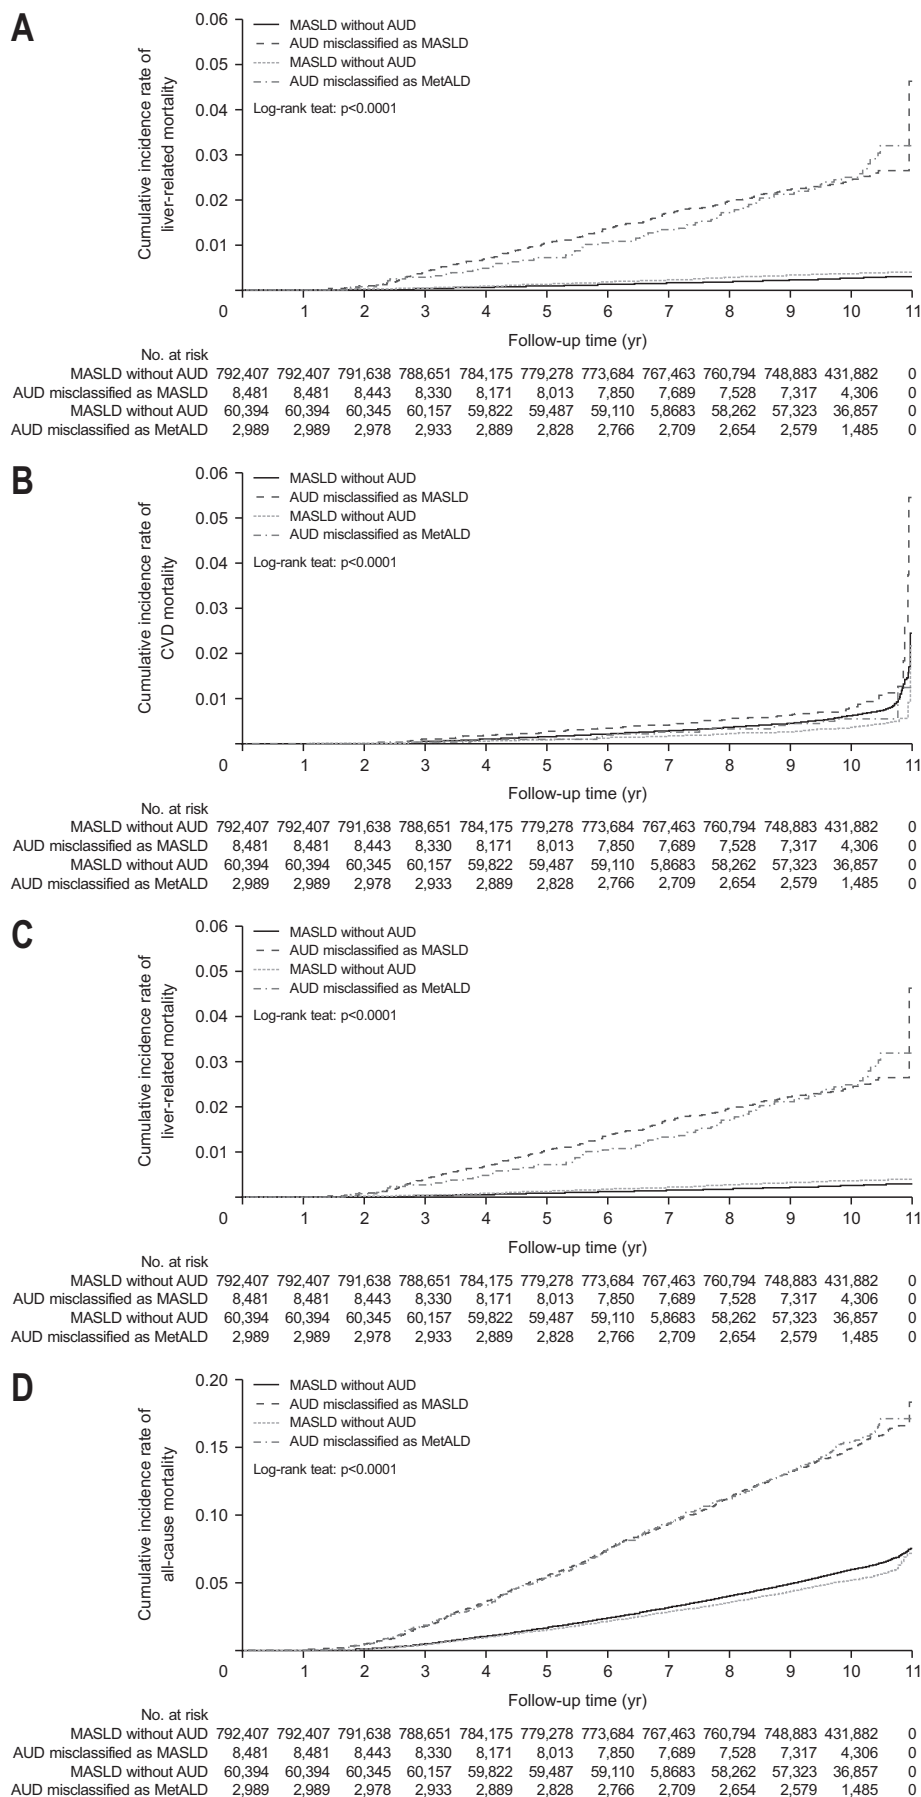 A
Cumulative incidence rate of
liver-related mortality
0.06
0.05
0.04
0.03
0.02
0.01
MASLD without AUD
AUD misclassified as MASLD
MASLD without AUD
AUD misclassified as MetALD
Log-rank teat: p<0.0001
0 1 2 3 4 5 6 7 8 9 10 11
Follow-up time (yr)
No. at risk
MASLD without AUD 792,407 792,407 791,638 788,651 784,175 779,278 773,684 767,463 760,794 748,883 431,882 0
AUD misclassified as MASLD 8,481 8,481 8,443 8,330 8,171 8,013 7,850 7,689 7,528 7,317 4,306 0
MASLD without AUD 60,394 60,394 60,345 60,157 59,822 59,487 59,110 5,8683 58,262 57,323 36,857 0
AUD misclassified as MetALD 2,989 2,989 2,978 2,933 2,889 2,828 2,766 2,709 2,654 2,579 1,485 0
B
Cumulative incidence rate of
CVD mortality
0.06
0.05
0.04
0.03
0.02
0.01
MASLD without AUD
AUD misclassified as MASLD
MASLD without AUD
AUD misclassified as MetALD
Log-rank teat: p<0.0001
0 1 2 3 4 5 6 7 8 9 10 11
Follow-up time (yr)
No. at risk
MASLD without AUD 792,407 792,407 791,638 788,651 784,175 779,278 773,684 767,463 760,794 748,883 431,882 0
AUD misclassified as MASLD 8,481 8,481 8,443 8,330 8,171 8,013 7,850 7,689 7,528 7,317 4,306 0
MASLD without AUD 60,394 60,394 60,345 60,157 59,822 59,487 59,110 5,8683 58,262 57,323 36,857 0
AUD misclassified as MetALD 2,989 2,989 2,978 2,933 2,889 2,828 2,766 2,709 2,654 2,579 1,485 0
C
Cumulative incidence rate of
liver-related mortality
0.06
0.05
0.04
0.03
0.02
0.01
MASLD without AUD
AUD misclassified as MASLD
MASLD without AUD
AUD misclassified as MetALD
Log-rank teat: p<0.0001
0 1 2 3 4 5 6 7 8 9 10 11
Follow-up time (yr)
No. at risk
MASLD without AUD 792,407 792,407 791,638 788,651 784,175 779,278 773,684 767,463 760,794 748,883 431,882 0
AUD misclassified as MASLD 8,481 8,481 8,443 8,330 8,171 8,013 7,850 7,689 7,528 7,317 4,306 0
MASLD without AUD 60,394 60,394 60,345 60,157 59,822 59,487 59,110 5,8683 58,262 57,323 36,857 0
AUD misclassified as MetALD 2,989 2,989 2,978 2,933 2,889 2,828 2,766 2,709 2,654 2,579 1,485 0
D
Cumulative incidence rate of
all-cause mortality
0.20
0.15
0.10
0.05
MASLD without AUD
AUD misclassified as MASLD
MASLD without AUD
AUD misclassified as MetALD
Log-rank teat: p<0.0001
0 1 2 3 4 5 6 7 8 9 10 11
Follow-up time (yr)
No. at risk
MASLD without AUD 792,407 792,407 791,638 788,651 784,175 779,278 773,684 767,463 760,794 748,883 431,882 0
AUD misclassified as MASLD 8,481 8,481 8,443 8,330 8,171 8,013 7,850 7,689 7,528 7,317 4,306 0
MASLD without AUD 60,394 60,394 60,345 60,157 59,822 59,487 59,110 5,8683 58,262 57,323 36,857 0
AUD misclassified as MetALD 2,989 2,989 2,978 2,933 2,889 2,828 2,766 2,709 2,654 2,579 1,485 0